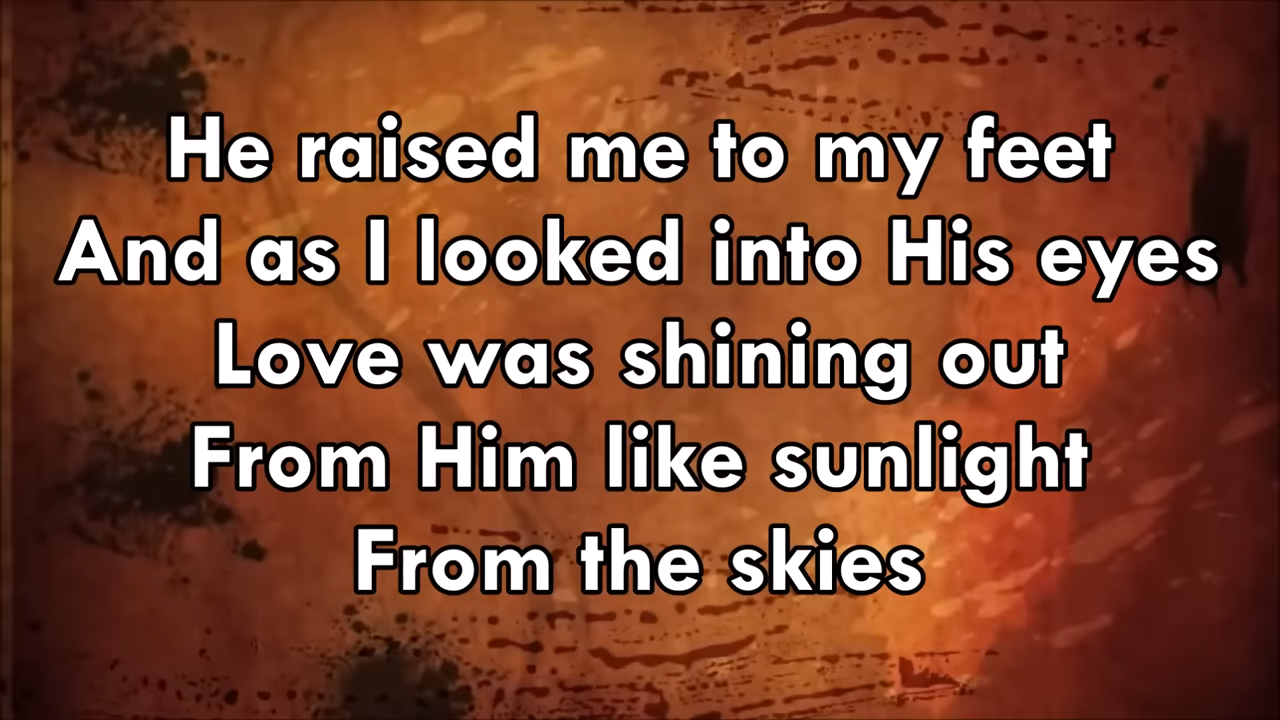 He raised me to my feet
And as I looked into His eyes
Love was shining out
From Him like sunlight
From the skies